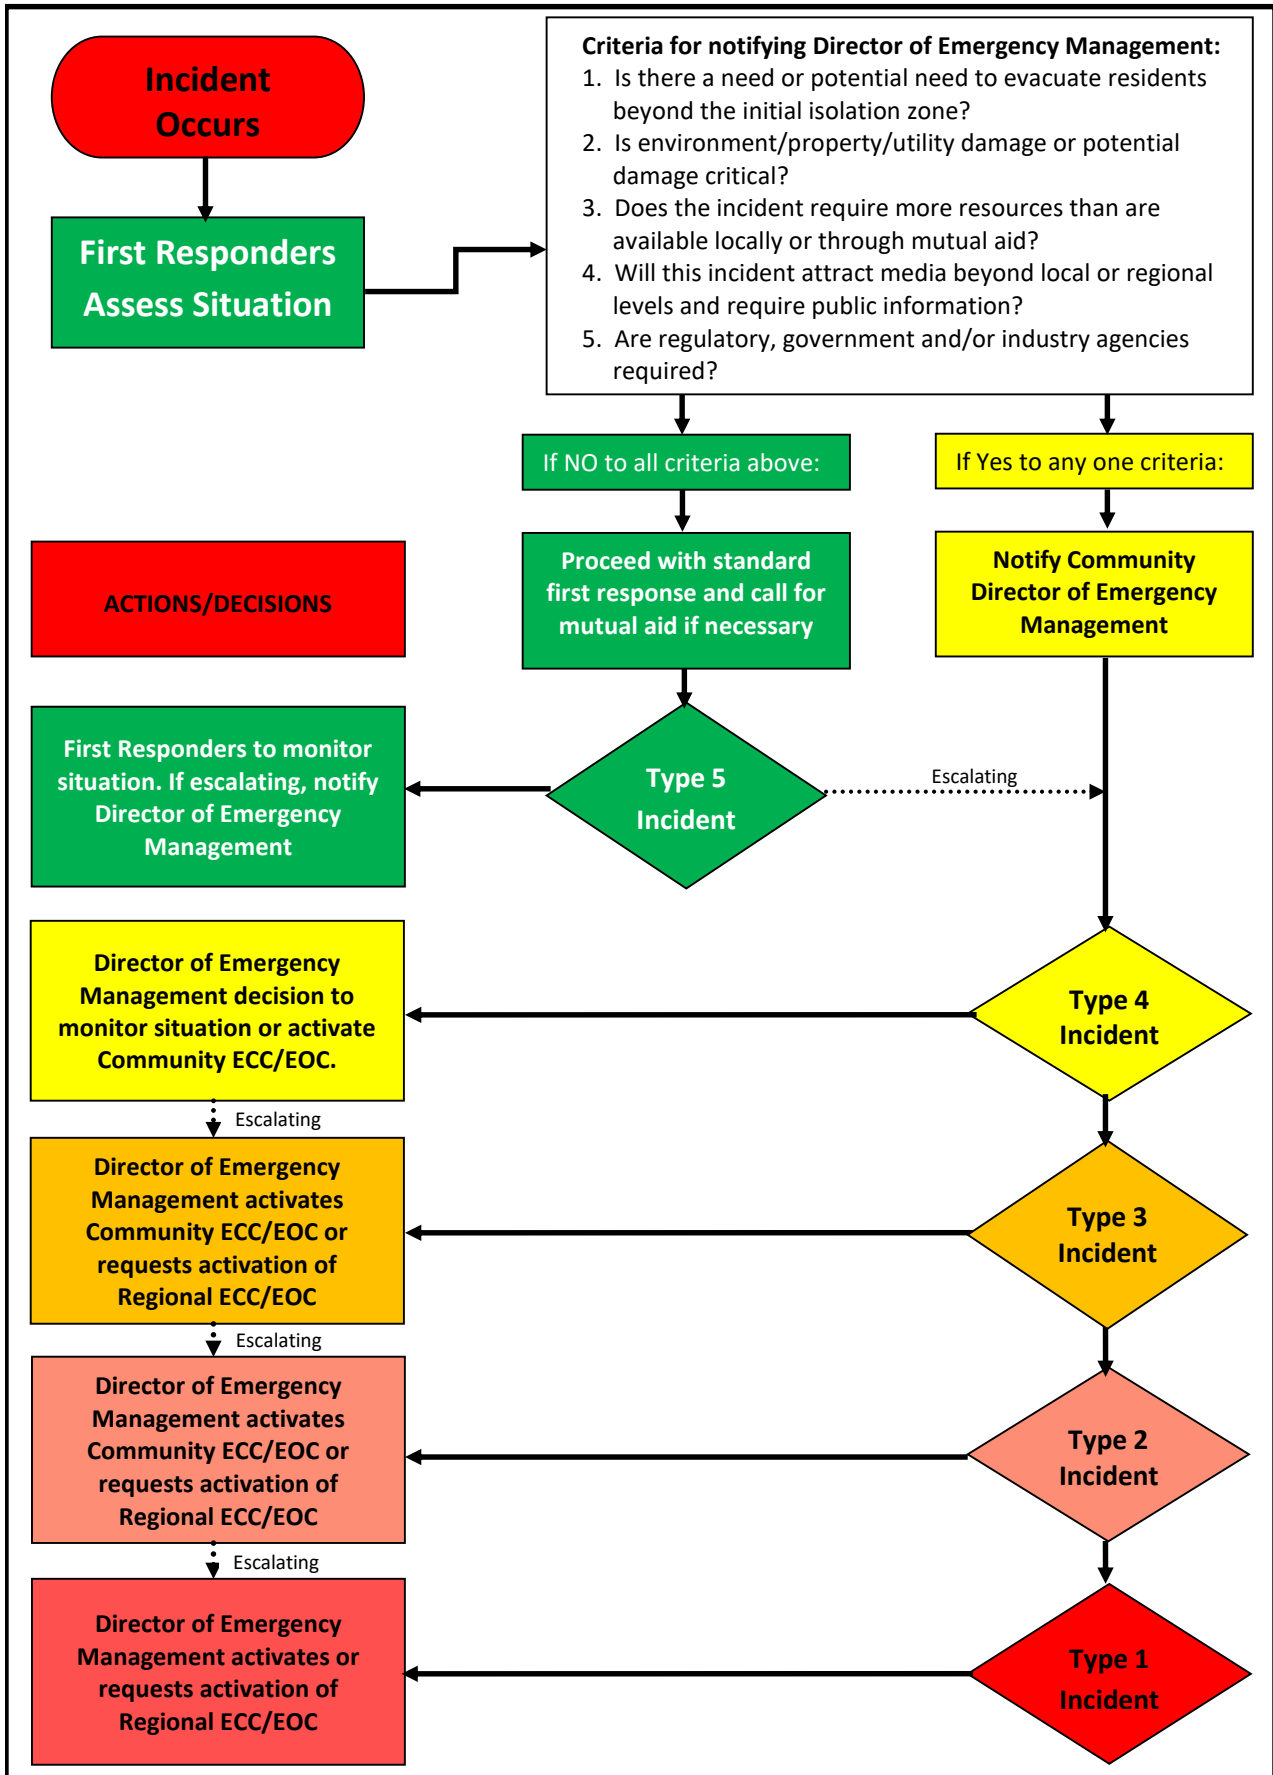 Incident
Occurs
First Responders
Assess Situation
Criteria for notifying Director of Emergency Management:
1. Is there a need or potential need to evacuate residents
beyond the initial isolation zone?
2. Is environment/property/utility damage or potential
damage critical?
3. Does the incident require more resources than are
available locally or through mutual aid?
4. Will this incident attract media beyond local or regional
levels and require public information?
5. Are regulatory, government and/or industry agencies
required?
If NO to all criteria above:
If Yes to any one criteria:
Proceed with standard
first response and call for
mutual aid if necessary
Notify Community
Director of Emergency
Management
ACTIONS/DECISIONS
First Responders to monitor
situation. If escalating, notify
Director of Emergency
Management
Type 5
Incident
Escalating
Director of Emergency
Management decision to
monitor situation or activate
Community ECC/EOC.
Type 4
Incident
Escalating
Director of Emergency
Management activates
Community ECC/EOC or
requests activation of
Regional ECC/EOC
Type 3
Incident
Escalating
Director of Emergency
Management activates
Community ECC/EOC or
requests activation of
Regional ECC/EOC
Type 2
Incident
Escalating
Director of Emergency
Management activates or
requests activation of
Regional ECC/EOC
Type 1
Incident